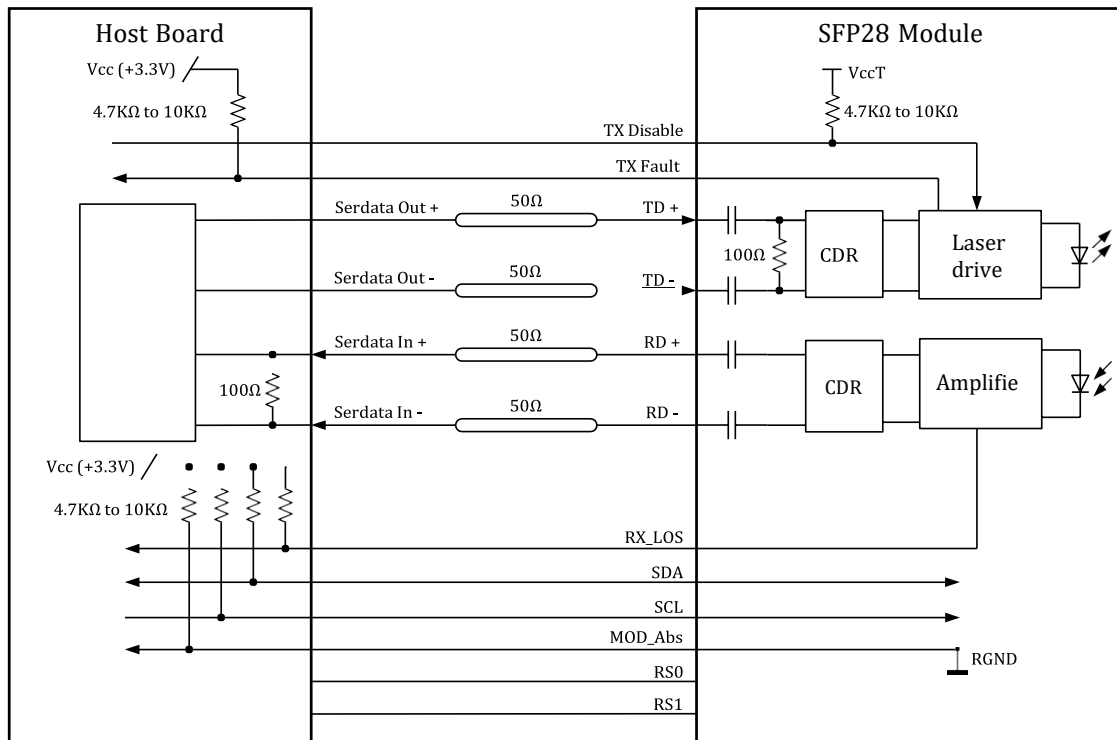 Host Board
SFP28 Module
Vcc (+3.3V)
VccT
4.7KΩ to 10KΩ
4.7KΩ to 10KΩ
TX Disable
TX Fault
Serdata Out +
50Ω
TD +
100Ω
CDR
Laser
drive
Serdata Out -
50Ω
TD -
Serdata In +
50Ω
RD +
100Ω
CDR
Amplifie
Serdata In -
50Ω
RD -
Vcc (+3.3V)
4.7KΩ to 10KΩ
RX_LOS
SDA
SCL
MOD_Abs
RGND
RS0
RS1